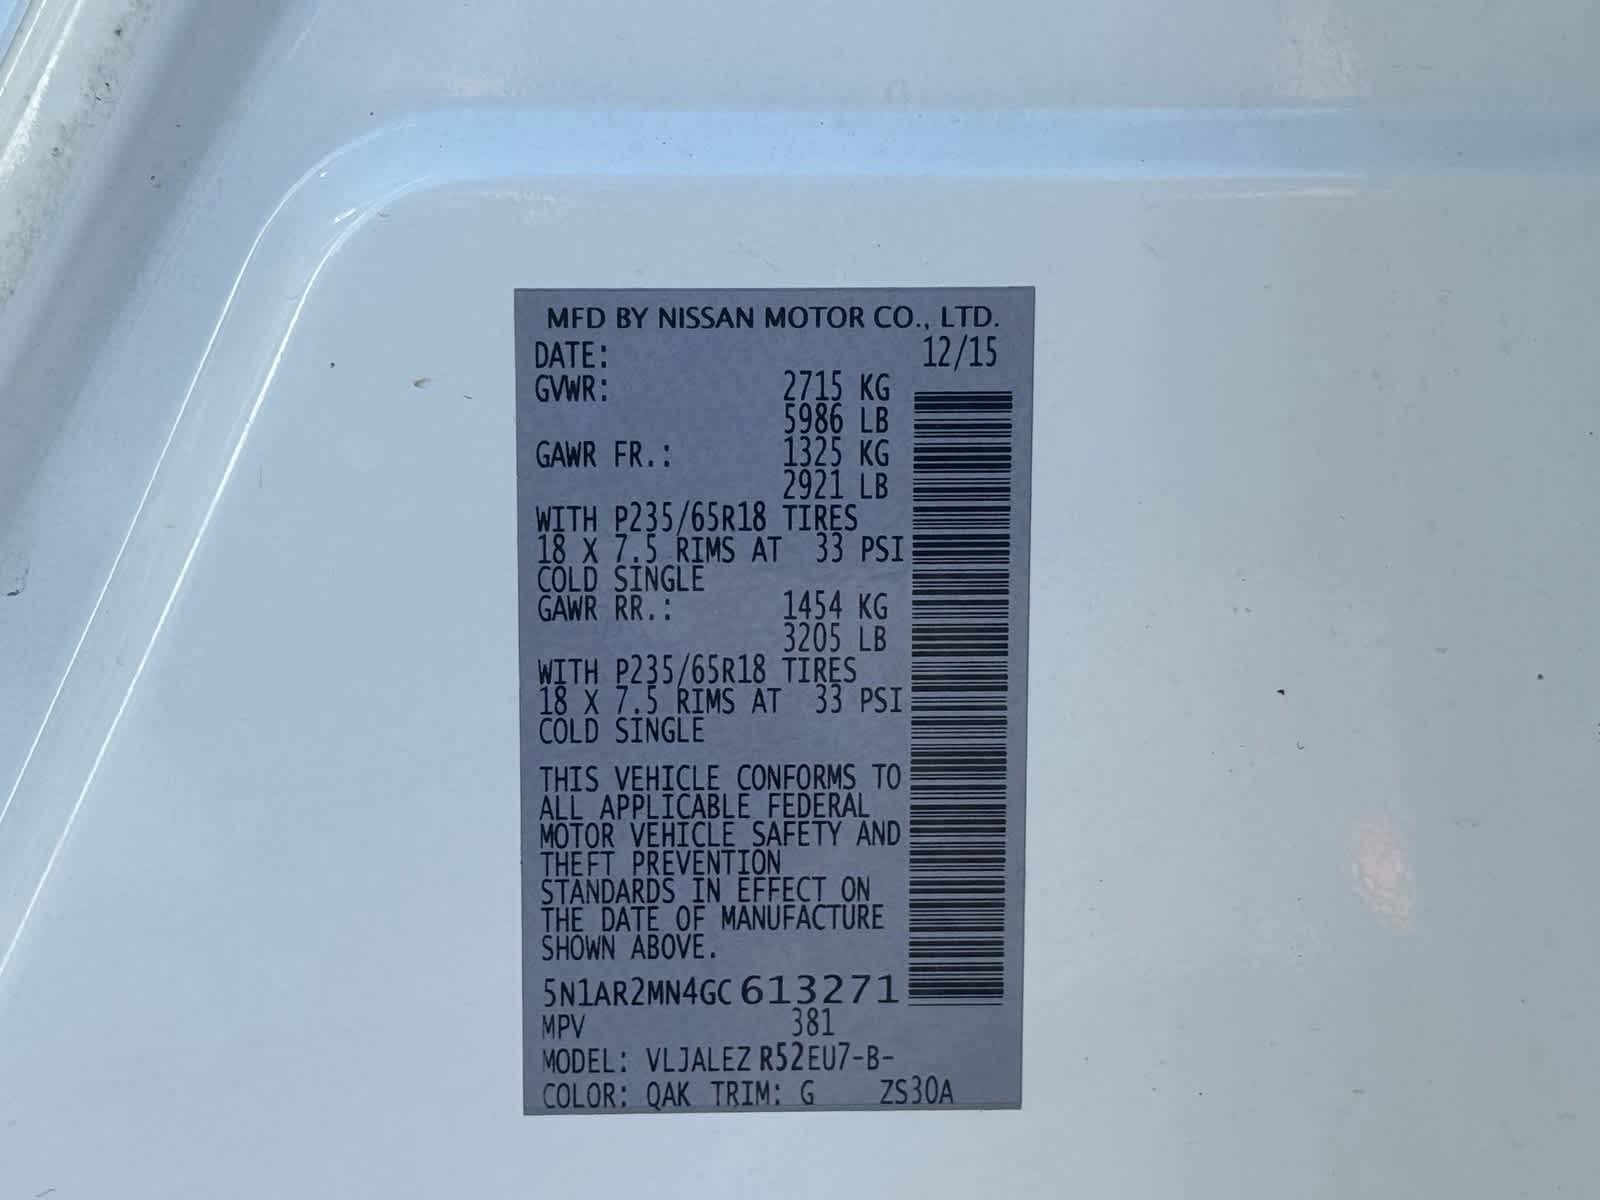 MFD BY NISSAN MOTOR CO., LTD.
DATE: 12/15
GVWR: 2715 KG
5986 LB
GAWR FR.: 1325 KG
2921 LB
WITH P235/65R18 TIRES
18 X 7.5 RIMS AT 33 PSI
COLD SINGLE
GAWR RR.: 1454 KG
3205 LB
WITH P235/65R18 TIRES
18 X 7.5 RIMS AT 33 PSI
COLD SINGLE
THIS VEHICLE CONFORMS TO
ALL APPLICABLE FEDERAL
MOTOR VEHICLE SAFETY AND
THEFT PREVENTION
STANDARDS IN EFFECT ON
THE DATE OF MANUFACTURE
SHOWN ABOVE.
5N1AR2MN4GC613271
MPV 381
MODEL: VLJALEZ R52EU7-B-
COLOR: QAK TRIM: G ZS30A